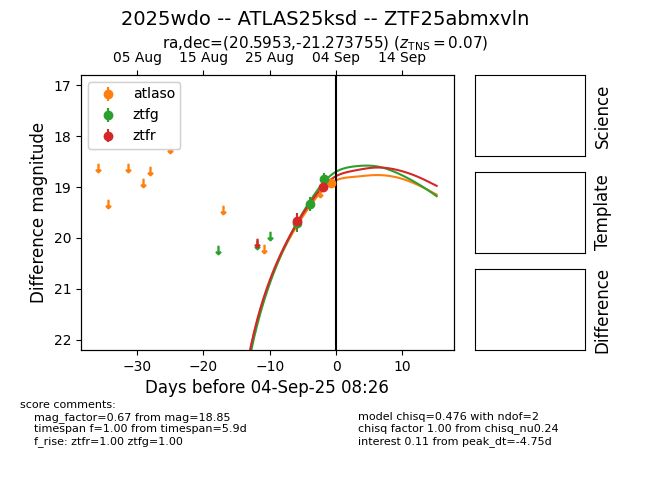 2025wdo -- ATLAS25ksd -- ZTF25abmxvln
ra,dec=(20.5953,-21.273755) (z_TNS = 0.07)
05 Aug 15 Aug 25 Aug 04 Sep 14 Sep
atlaso
ztfg
ztfr
17
18
19
20
21
22
Difference magnitude
−30 −20 −10 0 10
Days before 04-Sep-25 08:26
Science
Template
Difference
score comments:
mag_factor=0.67 from mag=18.85
timespan f=1.00 from timespan=5.9d
f_rise: ztfr=1.00 ztfg=1.00
model chisq=0.476 with ndof=2
chisq factor 1.00 from chisq_nu0.24
interest 0.11 from peak_dt=-4.75d